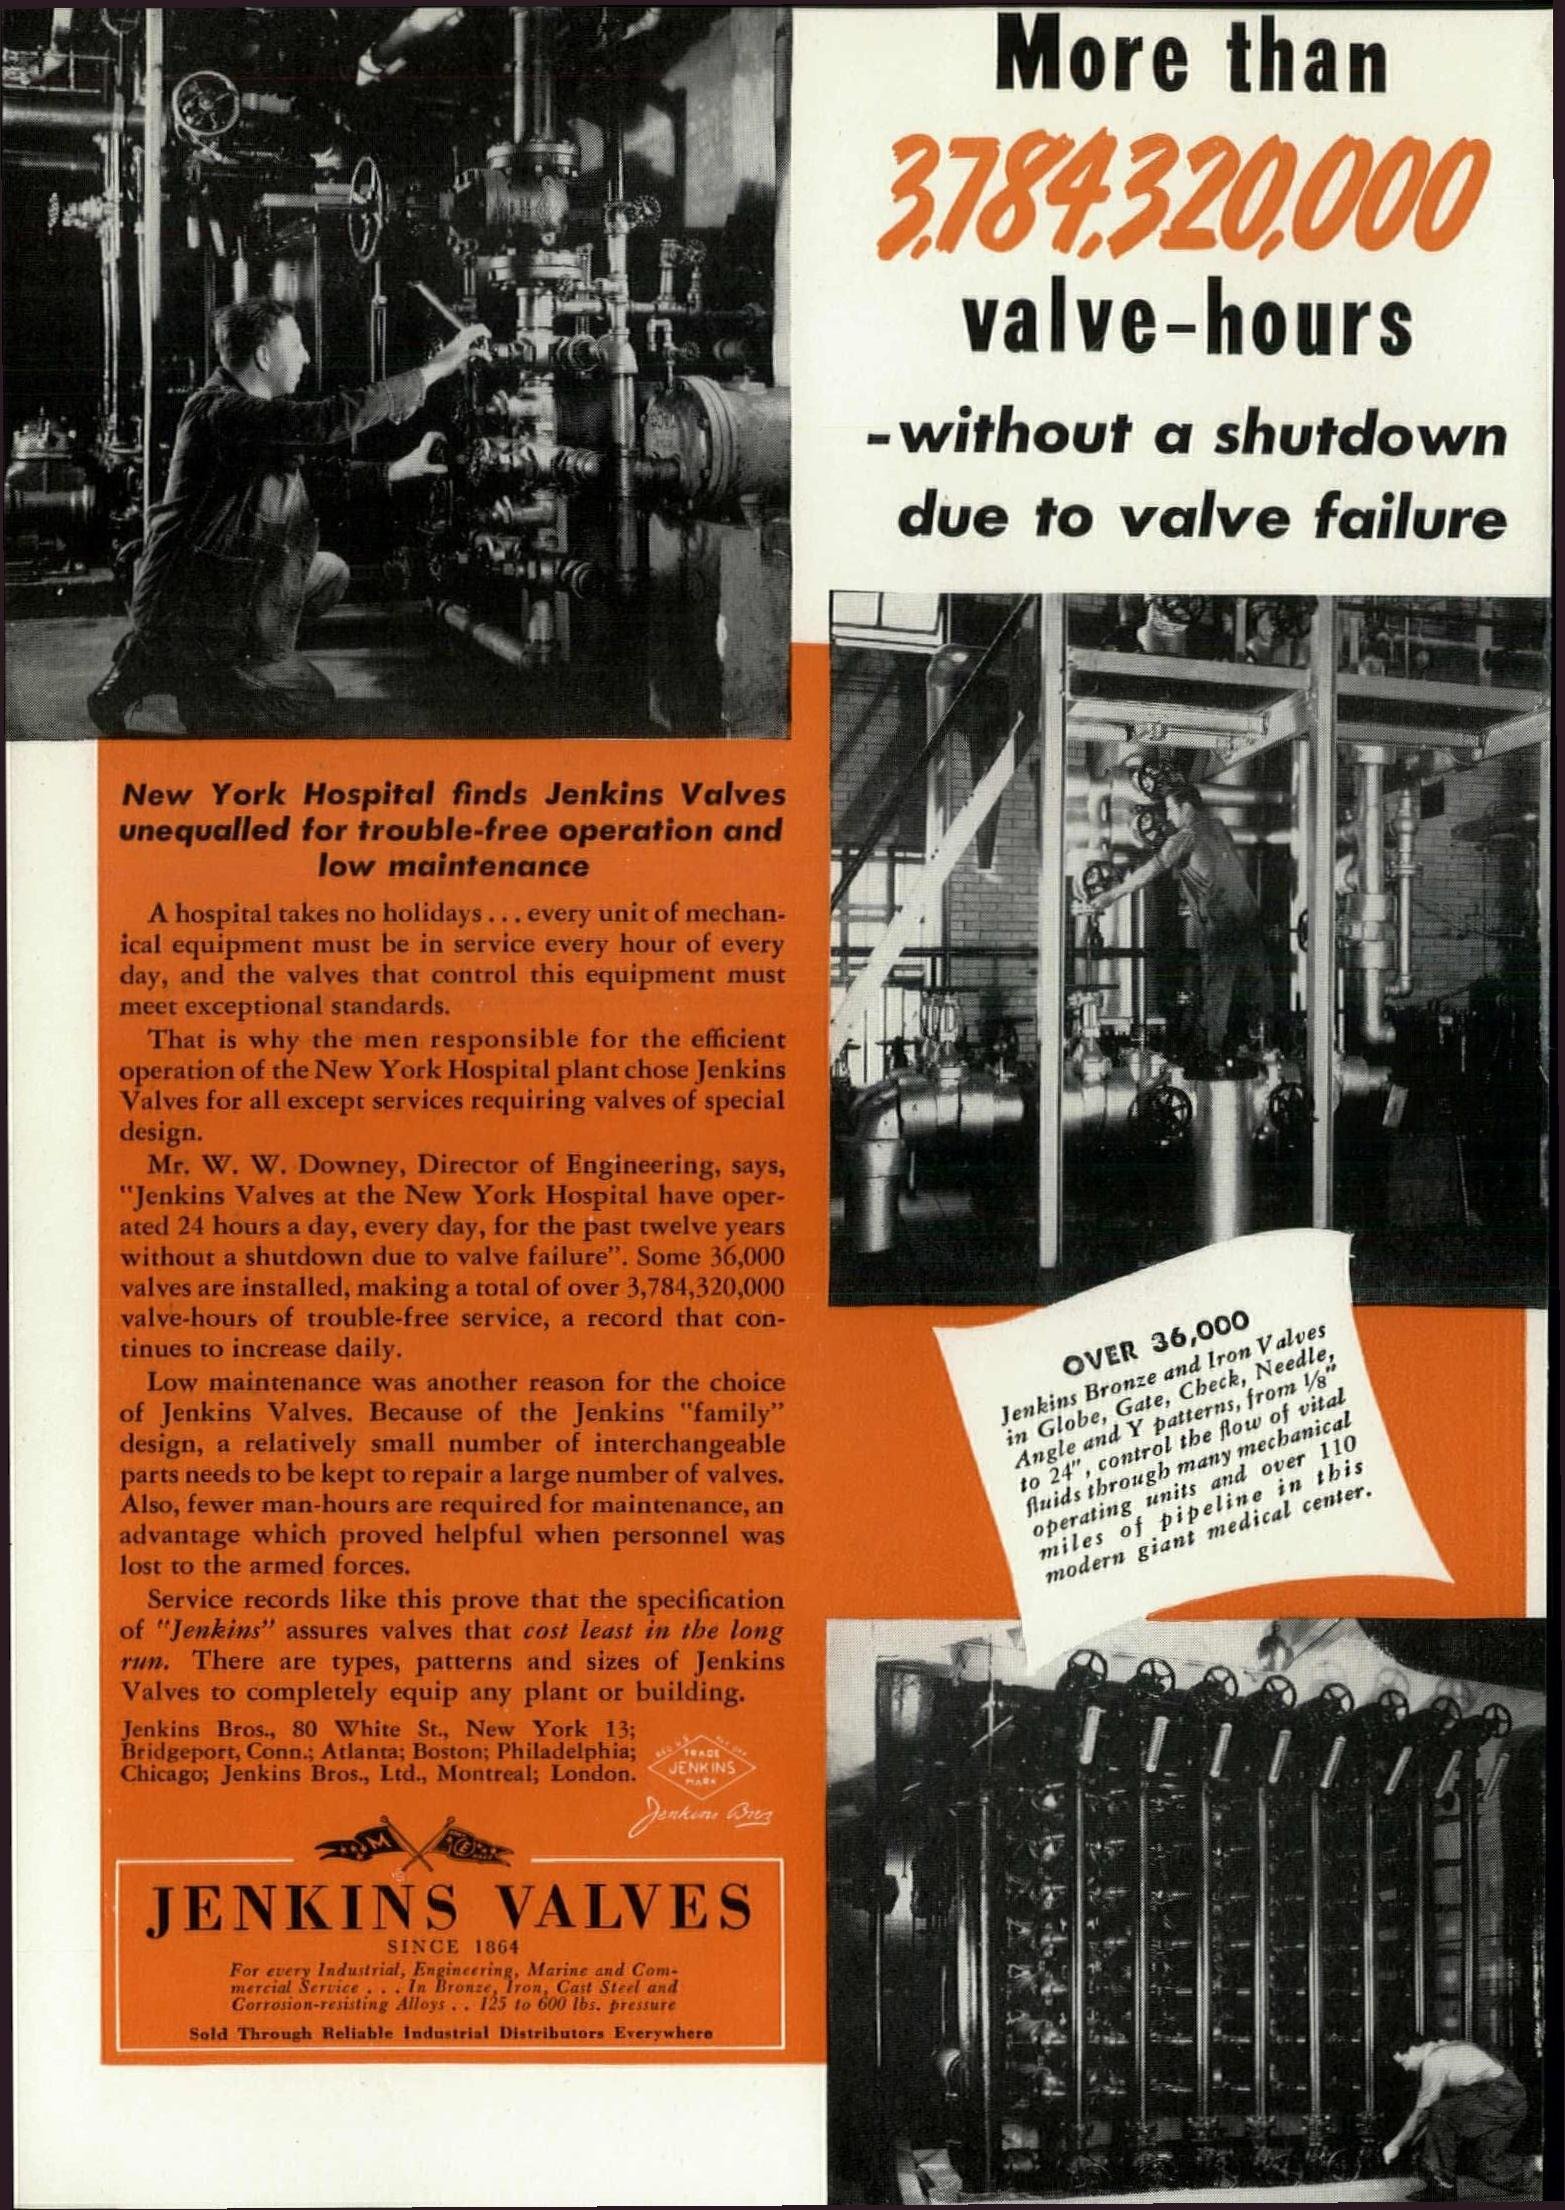 More than
3,784,320,000
valve-hours
-without a shutdown
due to valve failure
New York Hospital finds Jenkins Valves
unequalled for trouble-free operation and
low maintenance
A hospital takes no holidays . . . every unit of mechan-
ical equipment must be in service every hour of every
day, and the valves that control this equipment must
meet exceptional standards.
That is why the men responsible for the efficient
operation of the New York Hospital plant chose Jenkins
Valves for all except services requiring valves of special
design.
Mr. W. W. Downey, Director of Engineering, says,
"Jenkins Valves at the New York Hospital have oper-
ated 24 hours a day, every day, for the past twelve years
without a shutdown due to valve failure". Some 36,000
valves are installed, making a total of over 3,784,320,000
valve-hours of trouble-free service, a record that con-
tinues to increase daily.
Low maintenance was another reason for the choice
of Jenkins Valves. Because of the Jenkins "family"
design, a relatively small number of interchangeable
parts needs to be kept to repair a large number of valves.
Also, fewer man-hours are required for maintenance, an
advantage which proved helpful when personnel was
lost to the armed forces.
Service records like this prove that the specification
of "Jenkins" assures valves that cost least in the long
run. There are types, patterns and sizes of Jenkins
Valves to completely equip any plant or building.
Jenkins Bros., 80 White St., New York 13;
Bridgeport, Conn.; Atlanta; Boston; Philadelphia;
Chicago; Jenkins Bros., Ltd., Montreal; London.
TRADE
JENKINS
MARK
Jenkins Bros
JENKINS VALVES
SINCE 1864
For every Industrial, Engineering, Marine and Com-
mercial Service . . . In Bronze, Iron, Cast Steel and
Corrosion-resisting Alloys . . 125 to 600 lbs. pressure
Sold Through Reliable Industrial Distributors Everywhere
OVER 36,000
Jenkins Bronze and Iron Valves
in Globe, Gate, Check, Needle,
Angle and Y patterns, from 1/8"
to 24", control the flow of vital
fluids through many mechanical
operating units and over 110
miles of pipeline in this
modern giant medical center.